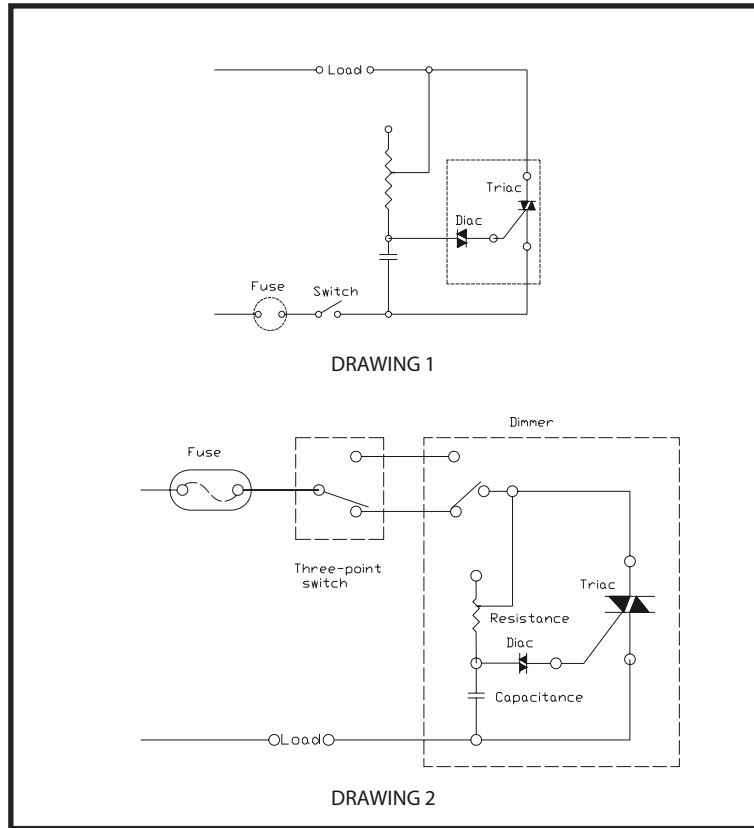 Load
Triac
Diac
Fuse
Switch
DRAWING 1
Dimmer
Fuse
Three-point
switch
Triac
Resistance
Diac
Capacitance
Load
DRAWING 2